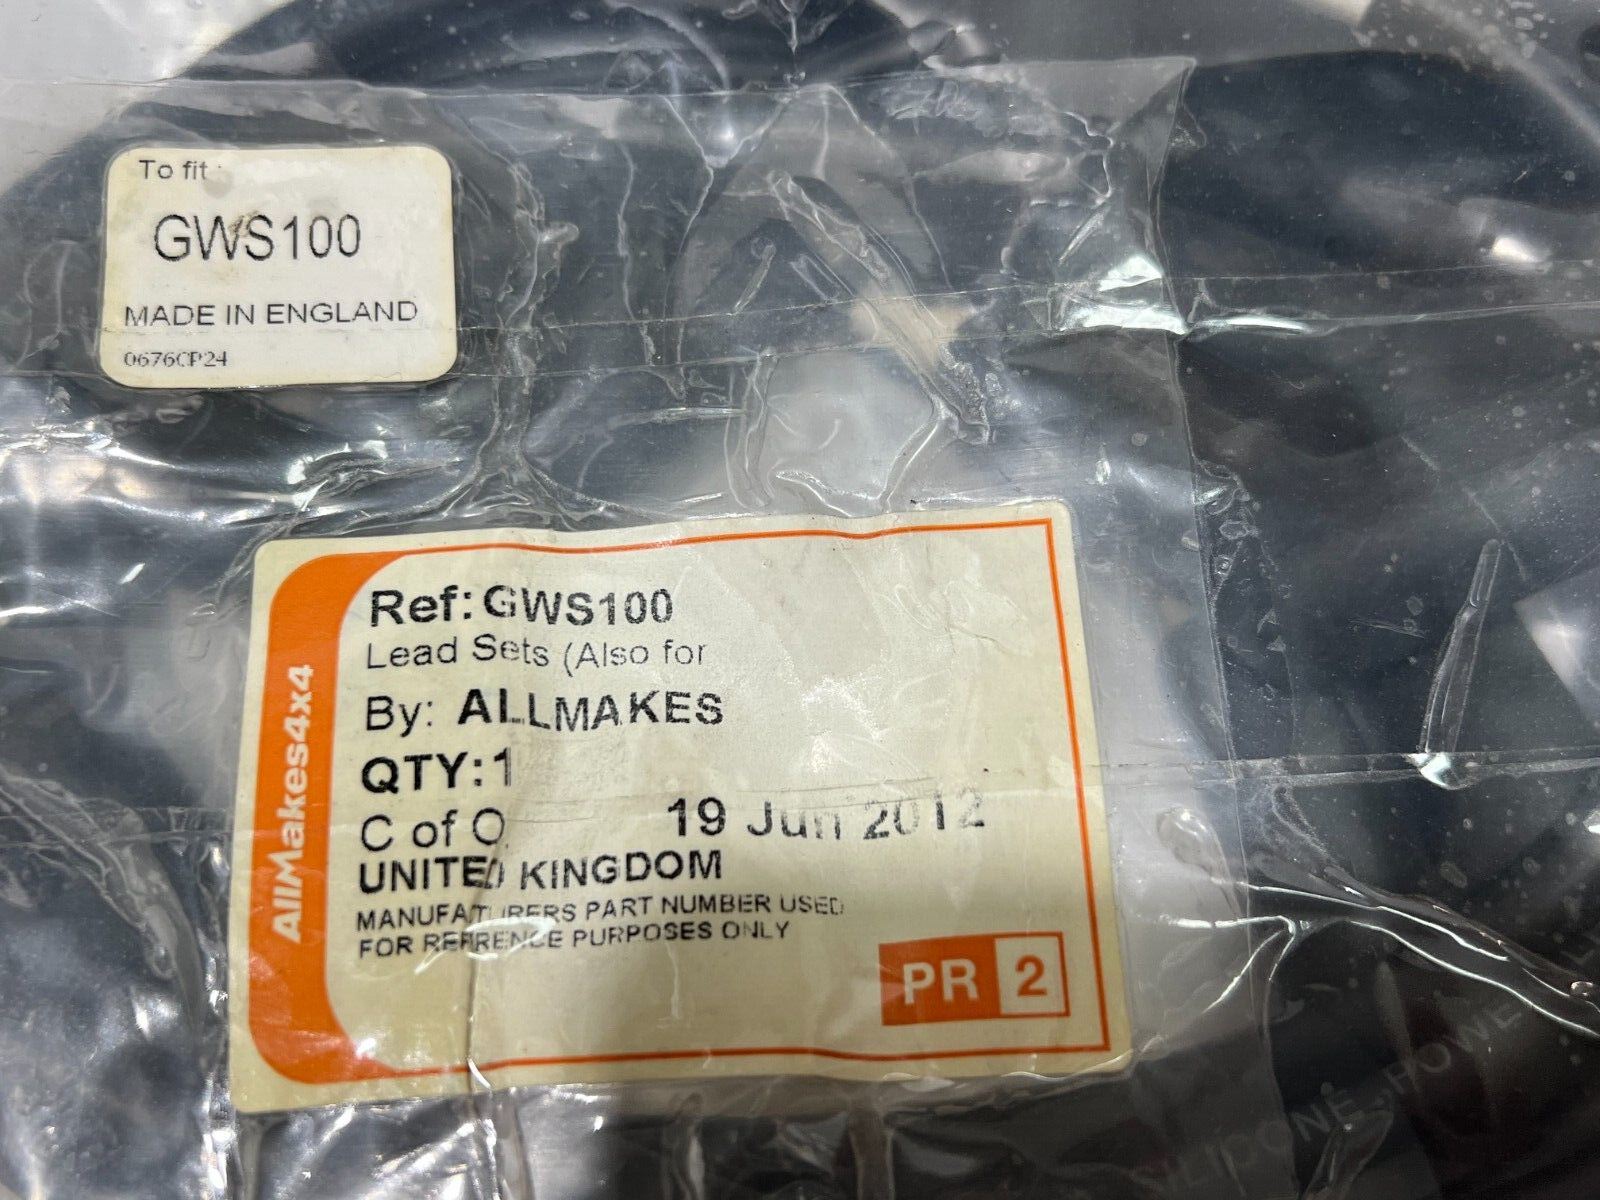 To fit
GWS100
MADE IN ENGLAND
0676CP24
AllMakes4x4
Ref: GWS100
Lead Sets (Also for
By: ALLMAKES
QTY: 1
C of O
19 Jun 2012
UNITED KINGDOM
MANUFATURERS PART NUMBER USED
FOR REFRENCE PURPOSES ONLY
PR 2